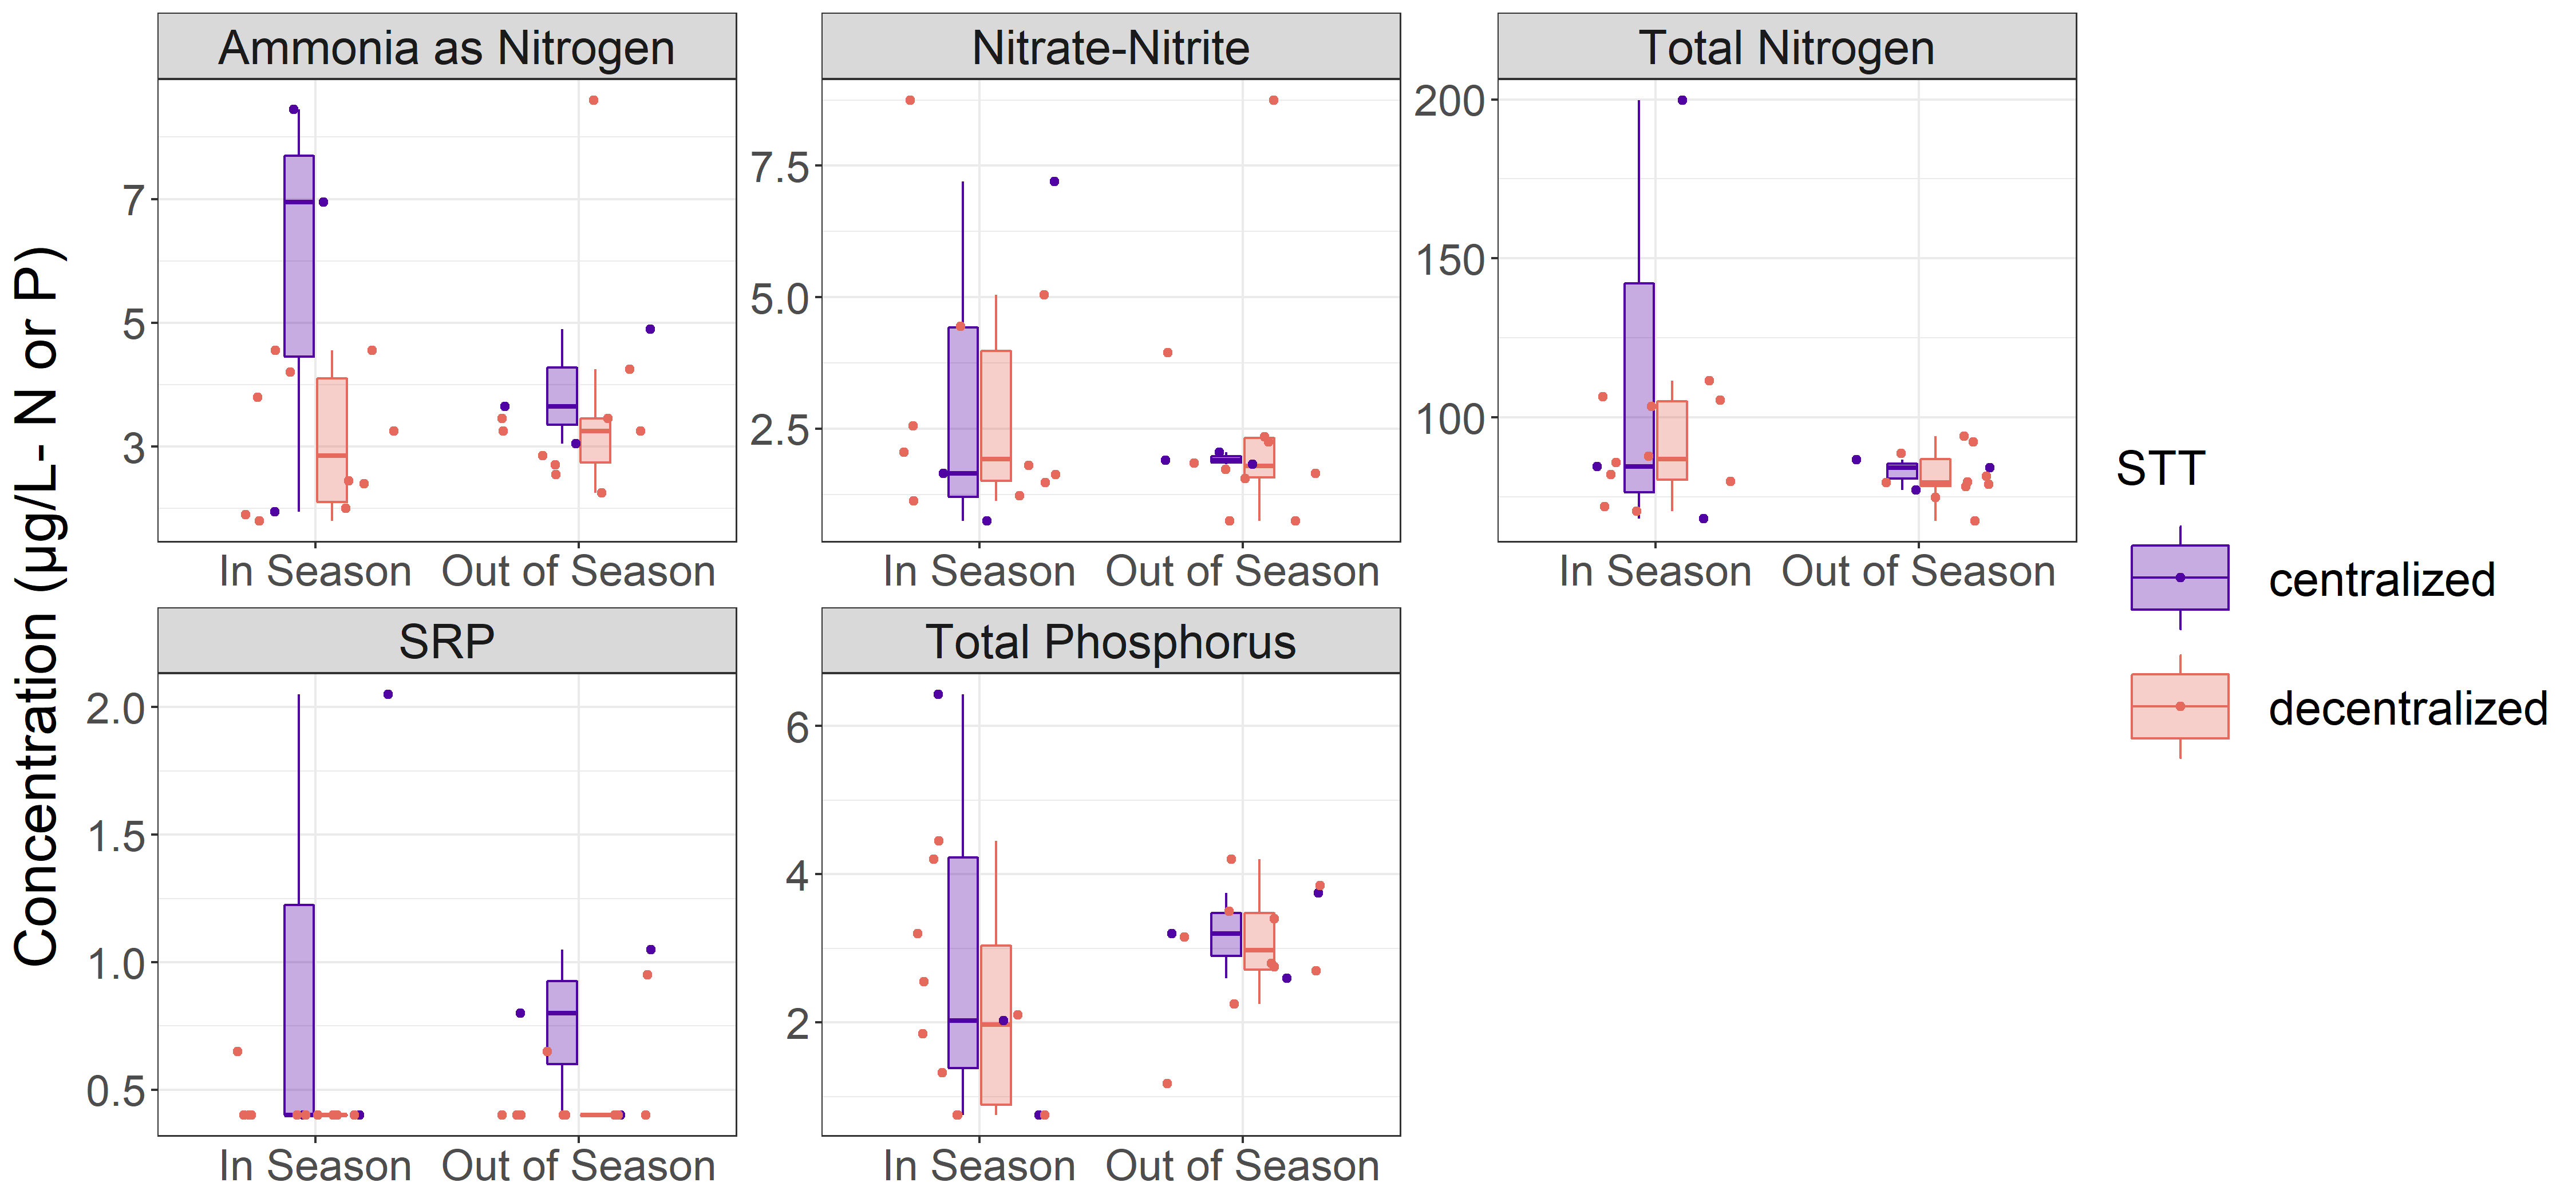 Concentration (µg/L- N or P)
Ammonia as Nitrogen
7
5
3
In Season Out of Season
Nitrate-Nitrite
7.5
5.0
2.5
In Season Out of Season
Total Nitrogen
200
150
100
In Season Out of Season
SRP
2.0
1.5
1.0
0.5
In Season Out of Season
Total Phosphorus
6
4
2
In Season Out of Season
STT
centralized
decentralized